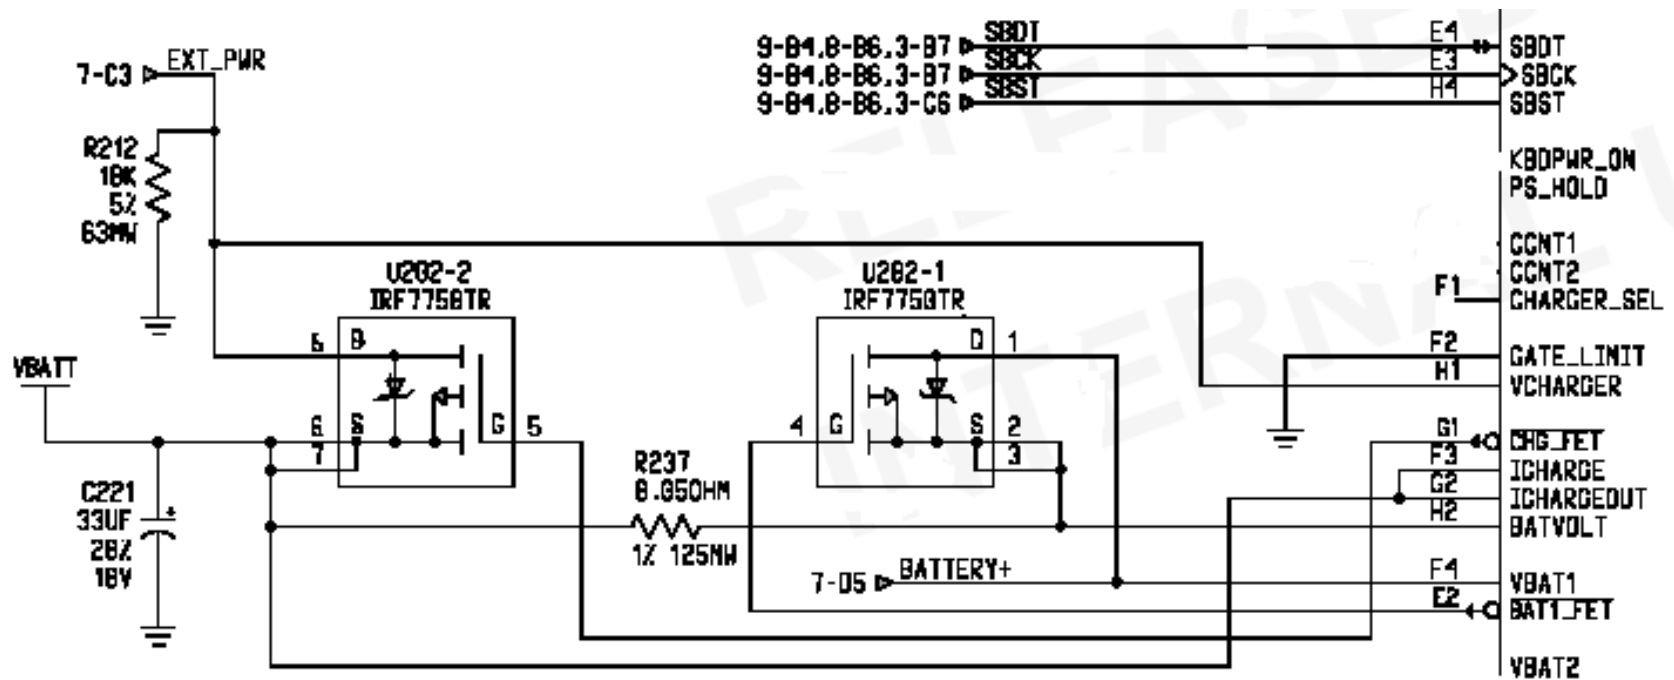 9-B4,8-B6,3-B7 SBDT E4 SBDT
7-C3 EXT_PWR 9-B4,8-B6,3-B7 SBCK E3 SBCK
9-B4,8-B6,3-C6 SBST H4 SBST
R212
18K
5%
63MW
KBDPWR_ON
PS_HOLD
CCNT1
CCNT2
U202-2 U202-1
IRF7750TR IRF7750TR F1 CHARGER_SEL
D D 1 F2 GATE_LIMIT
VBATT H1 VCHARGER
6 S G 5 4 G S 2 G1 CHG_FET
7 3 F3 ICHARGE
C221 R237 G2 ICHARGEOUT
33UF 0.05OHM H2 BATVOLT
20% 1% 125MW
16V 7-D5 BATTERY+ F4 VBAT1
E2 BAT1_FET
VBAT2
RELEASED
INTERNAL U